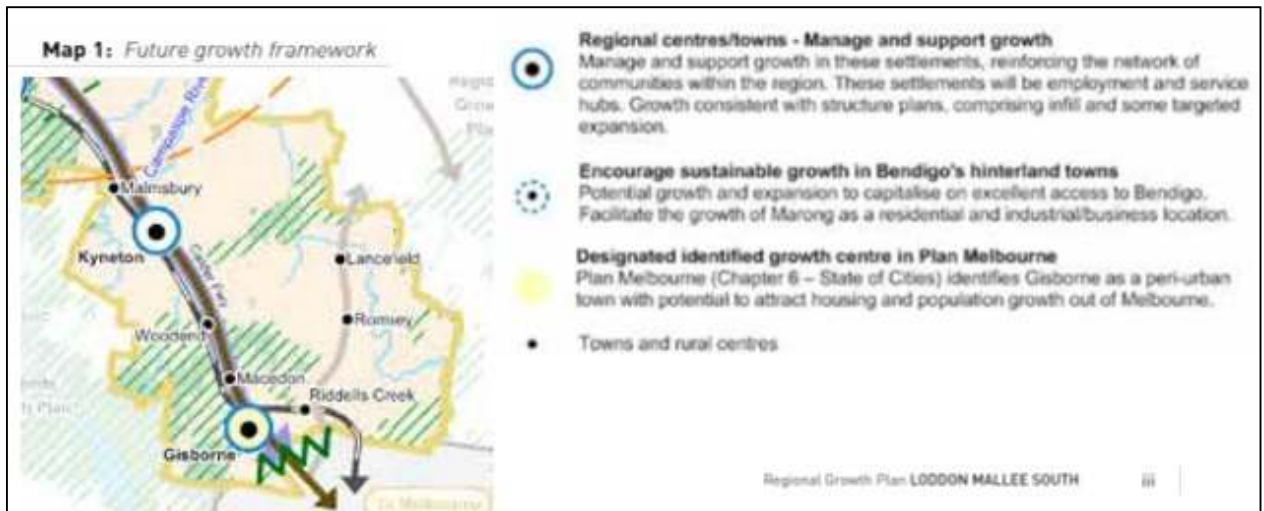 Map 1: Future growth framework
Campaspe River
Malmsbury
Kyneton
Calder Fwy
Lancefield
Romsey
Woodend
Macedon
Riddells Creek
Gisborne
To Melbourne
Regional centres/towns - Manage and support growth
Manage and support growth in these settlements, reinforcing the network of
communities within the region. These settlements will be employment and service
hubs. Growth consistent with structure plans, comprising infill and some targeted
expansion.
Encourage sustainable growth in Bendigo's hinterland towns
Potential growth and expansion to capitalise on excellent access to Bendigo.
Facilitate the growth of Marong as a residential and industrial/business location.
Designated identified growth centre in Plan Melbourne
Plan Melbourne (Chapter 6 – State of Cities) identifies Gisborne as a peri-urban
town with potential to attract housing and population growth out of Melbourne.
Towns and rural centres
Regional Growth Plan LODDON MALLEE SOUTH iii